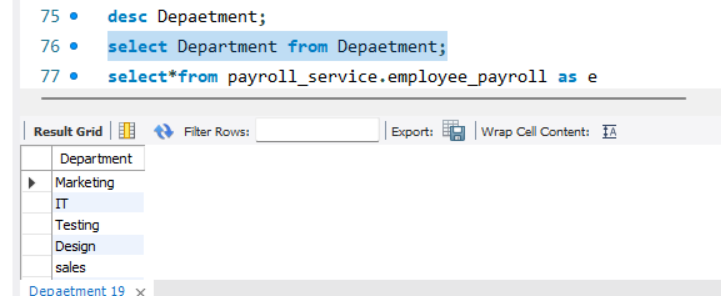 75 desc Depaetment;
76 select Department from Depaetment;
77 select*from payroll_service.employee_payroll as e
Result Grid Filter Rows: Export: Wrap Cell Content: IA
Department
Marketing
IT
Testing
Design
sales
Depaetment 19 ×